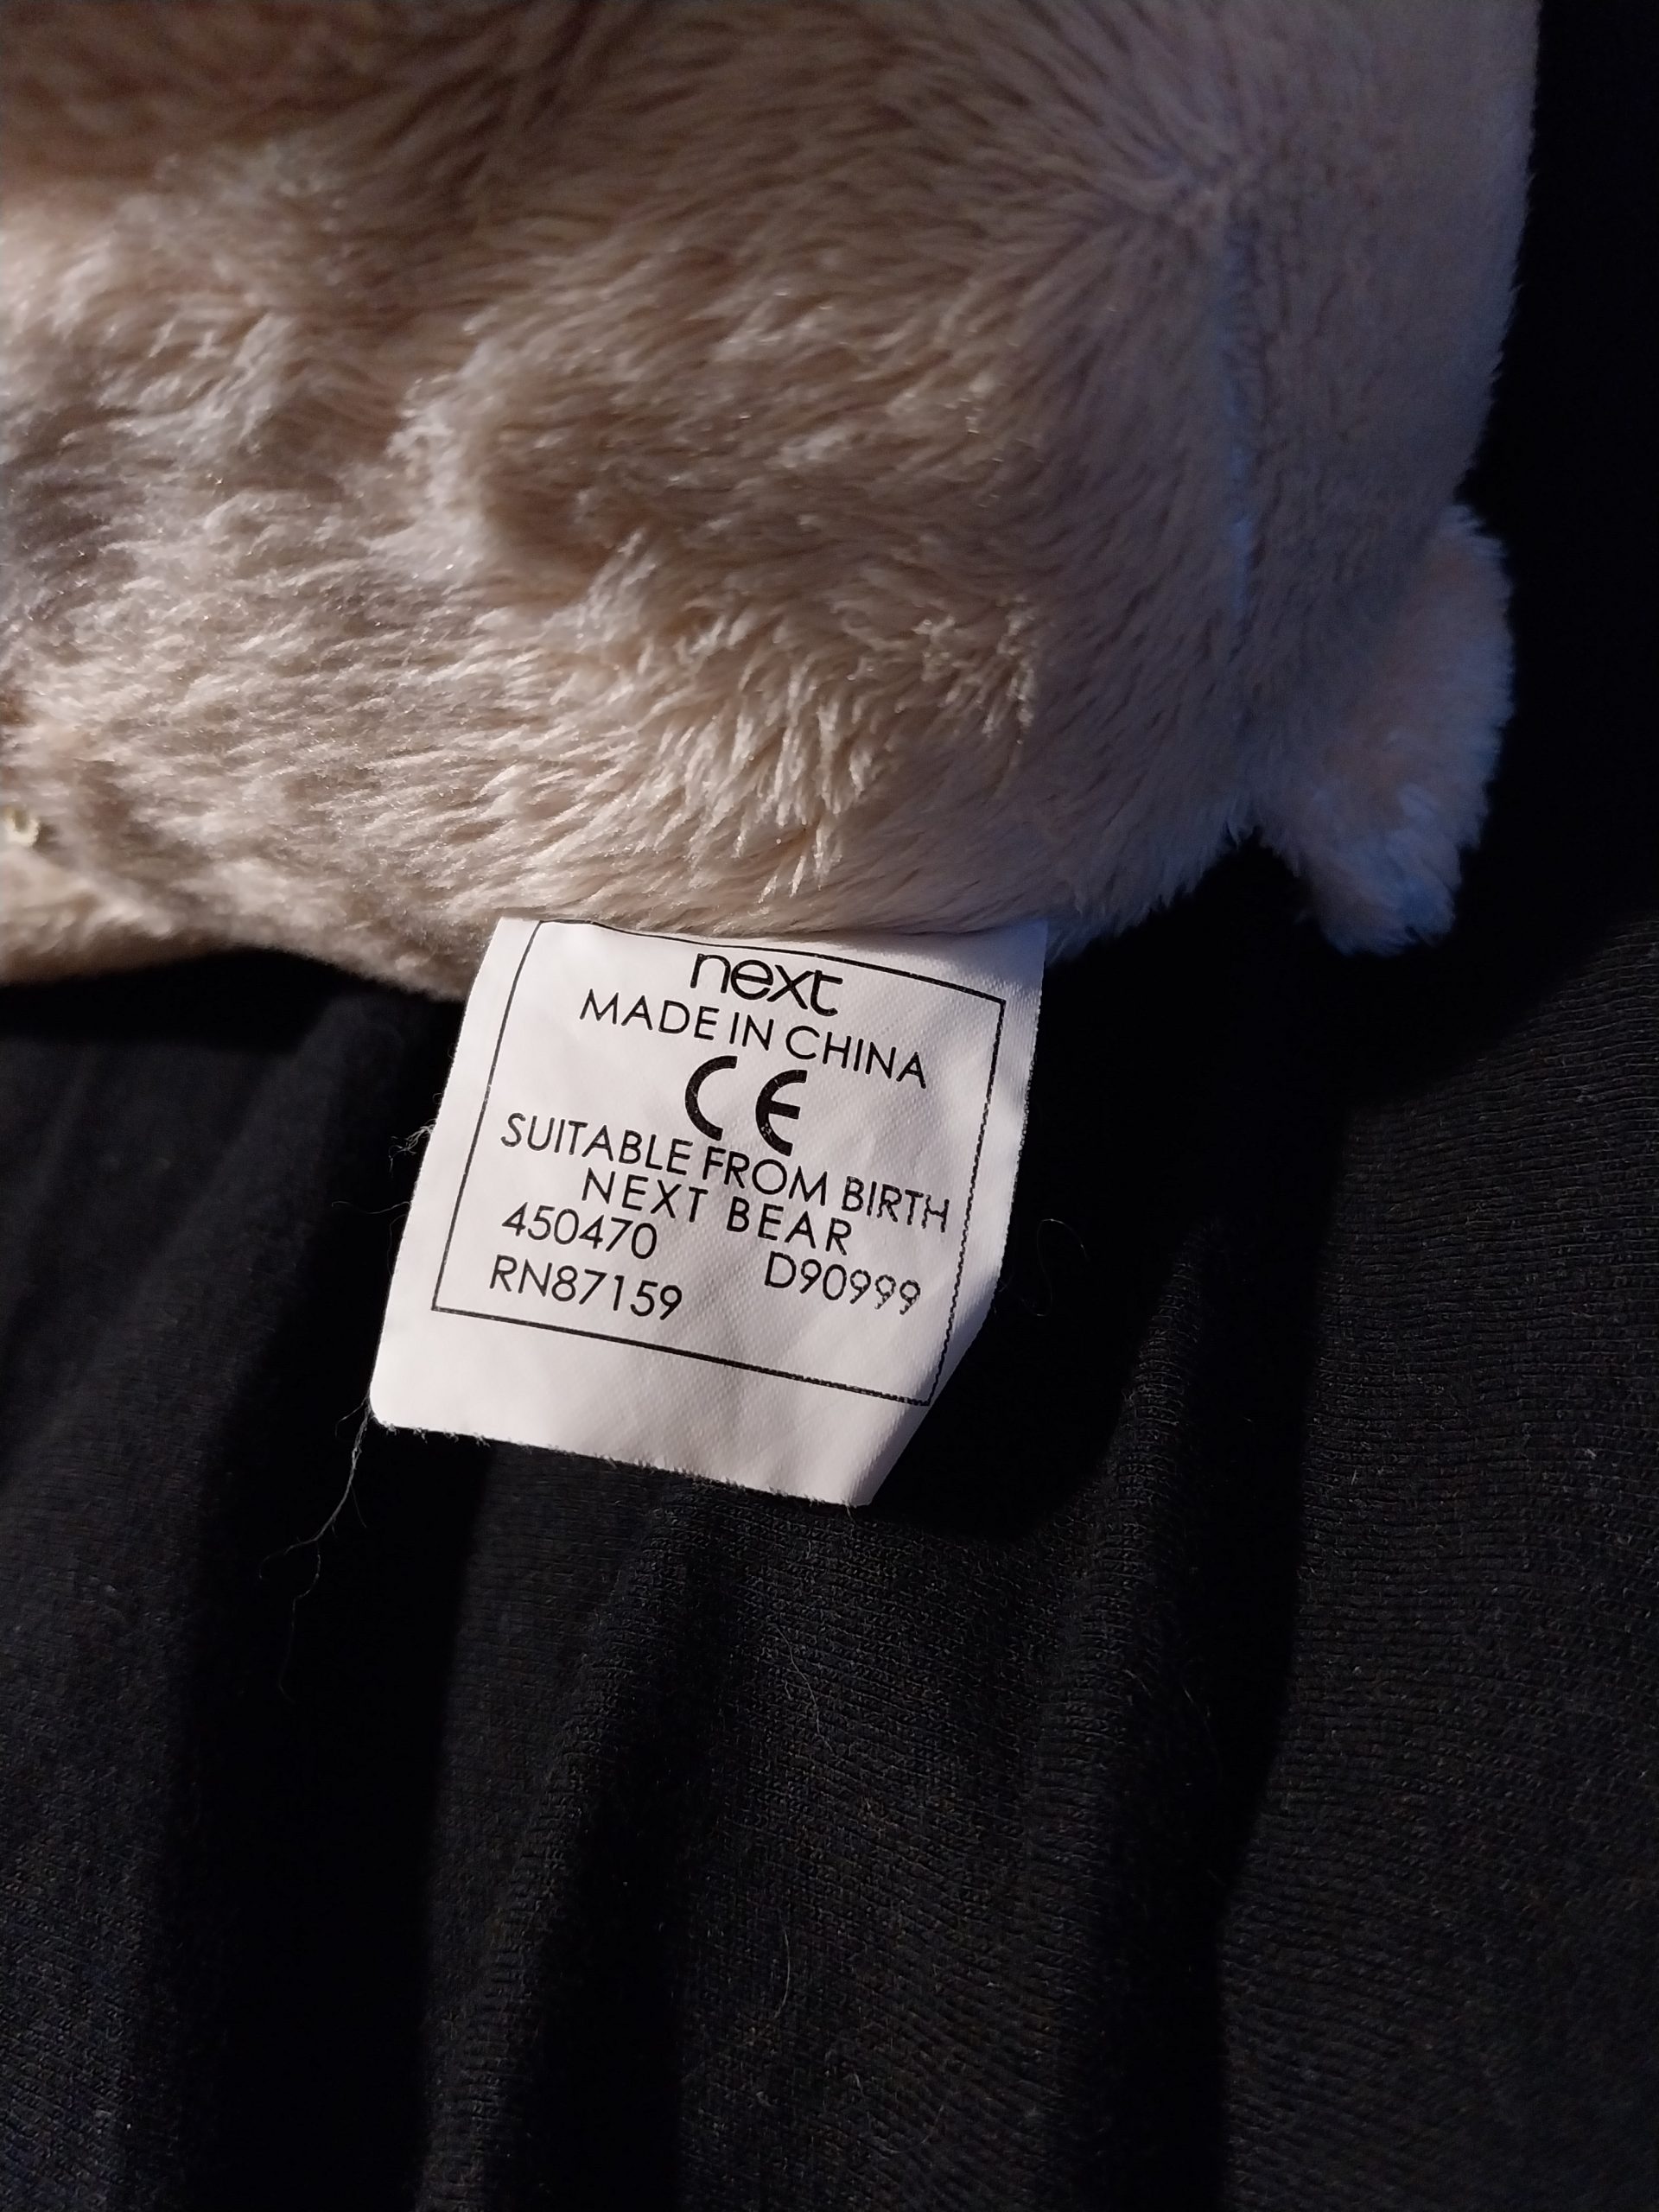 next
MADE IN CHINA
CE
SUITABLE FROM BIRTH
NEXT BEAR
450470 D90999
RN87159